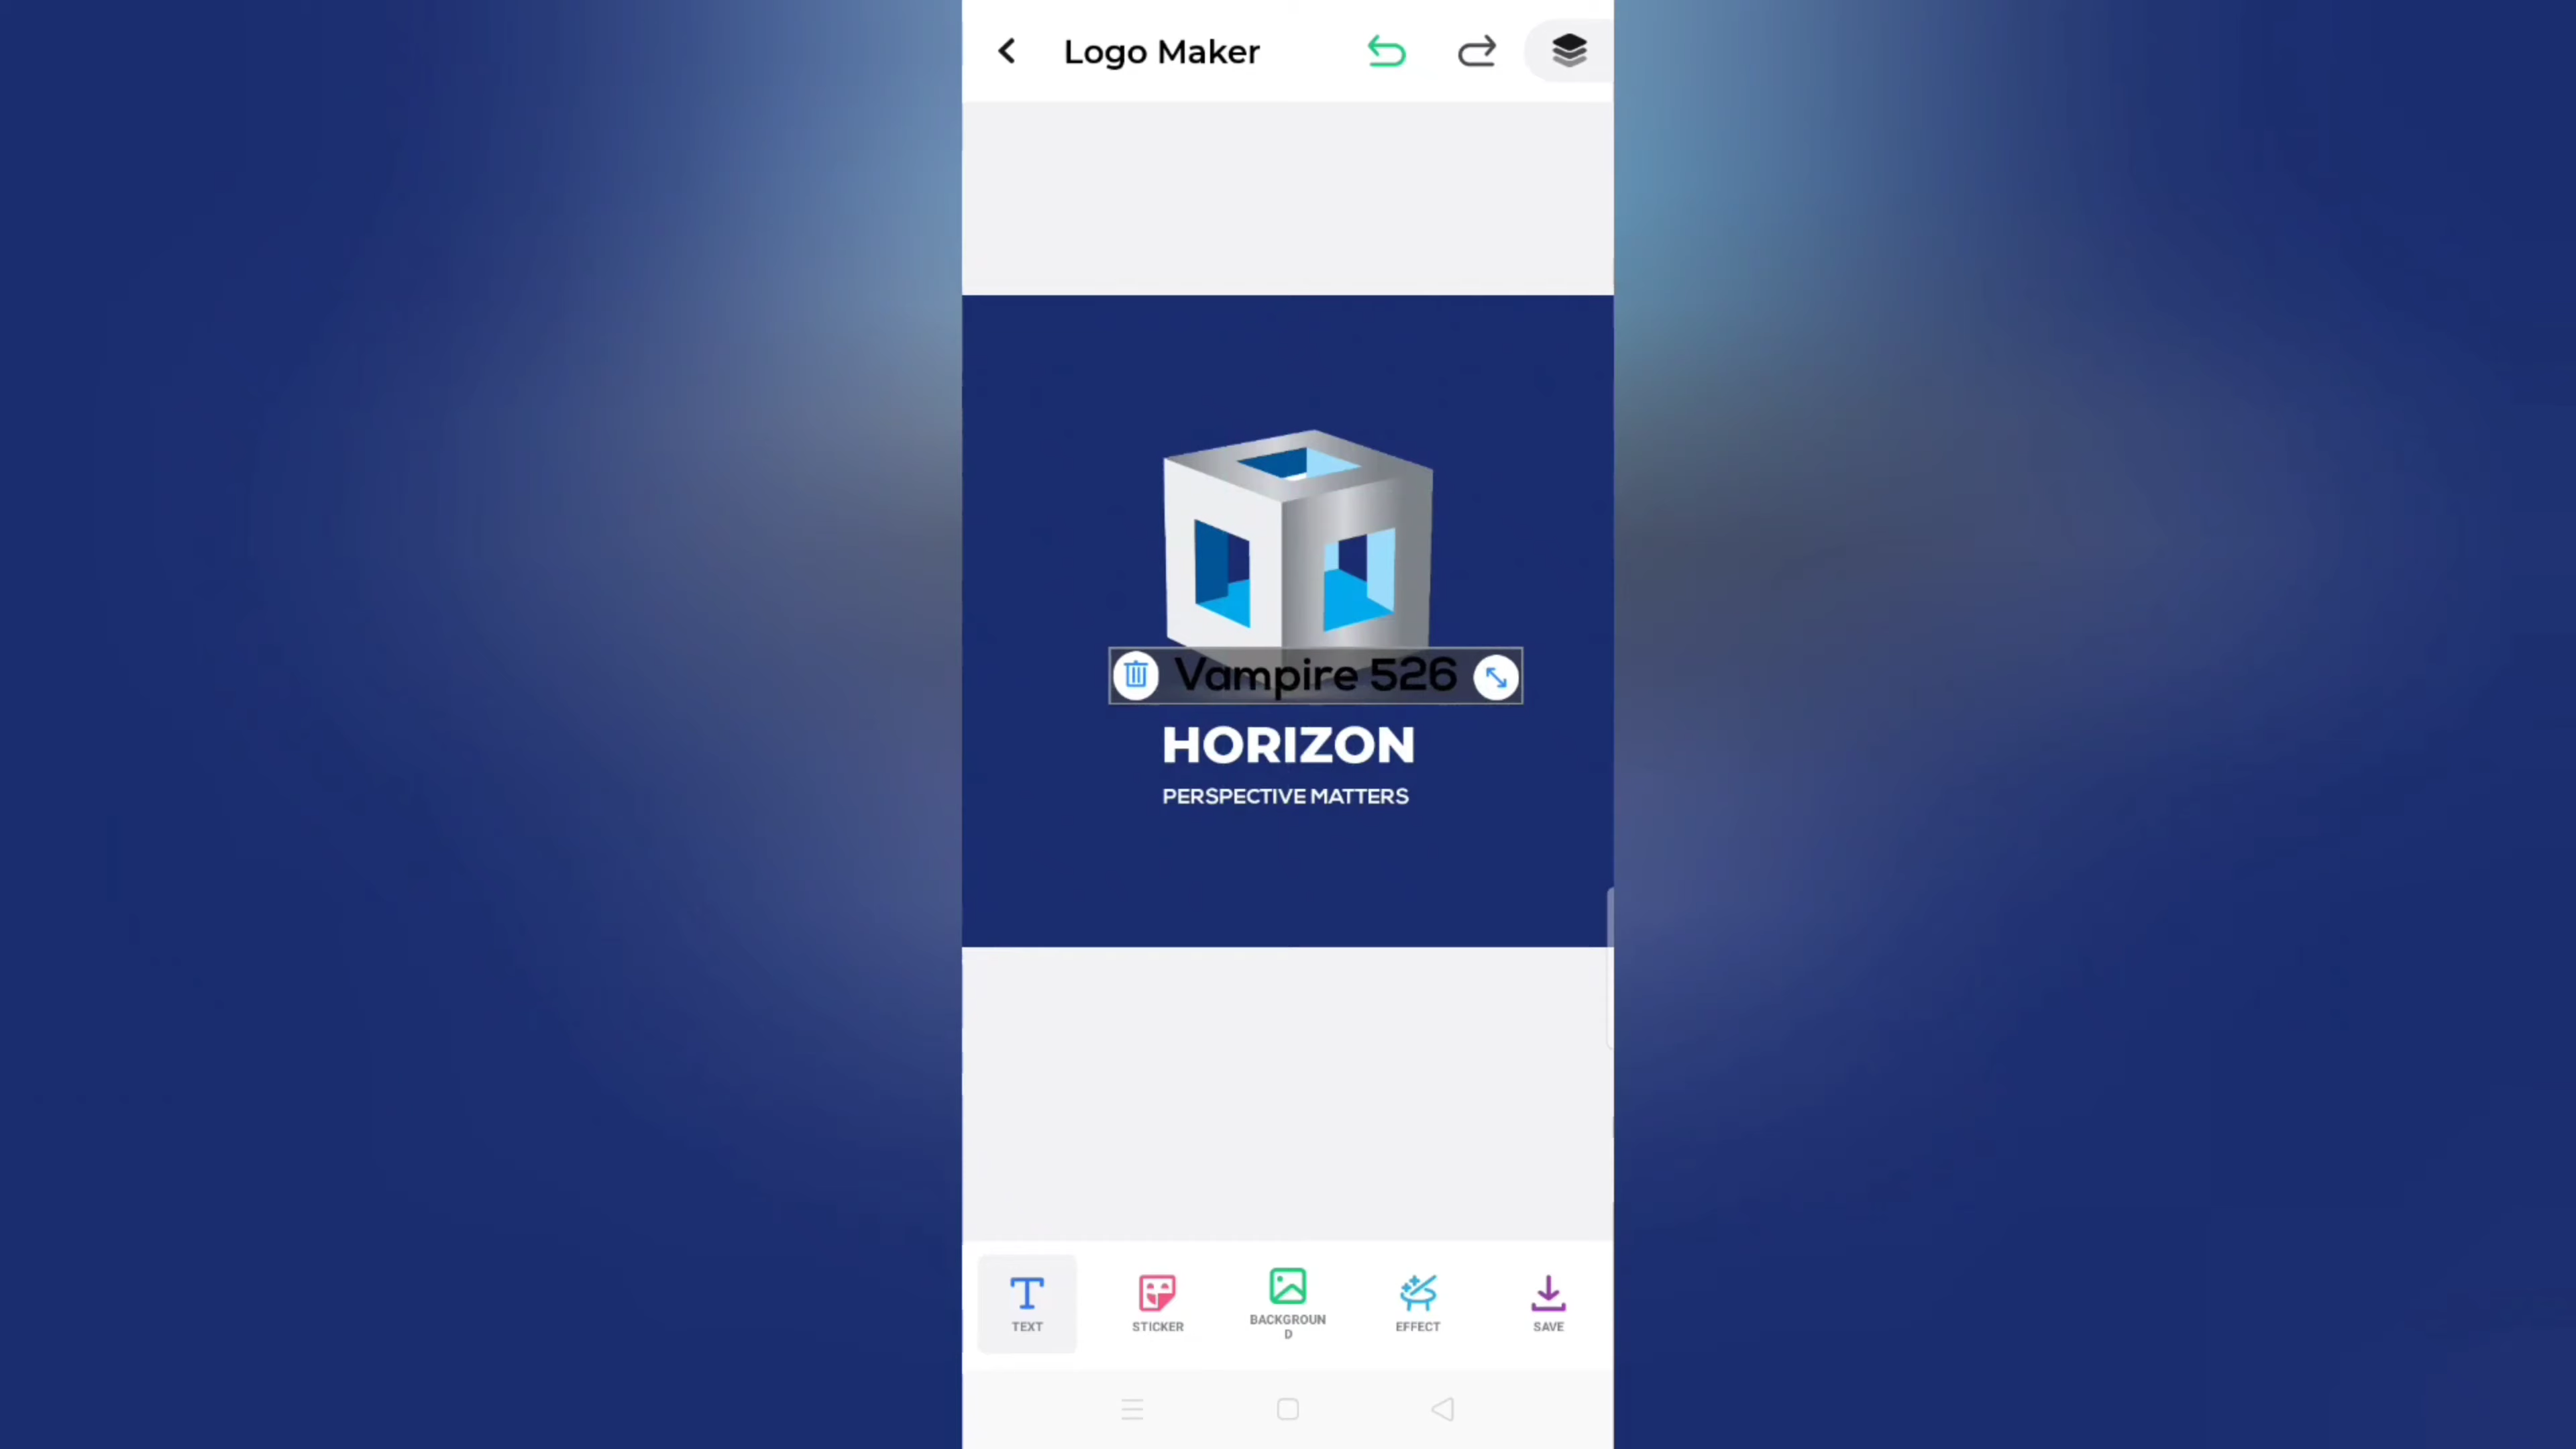 Logo Maker
Vampire 526
HORIZON
PERSPECTIVE MATTERS
TEXT
STICKER
BACKGROUN
D
EFFECT
SAVE